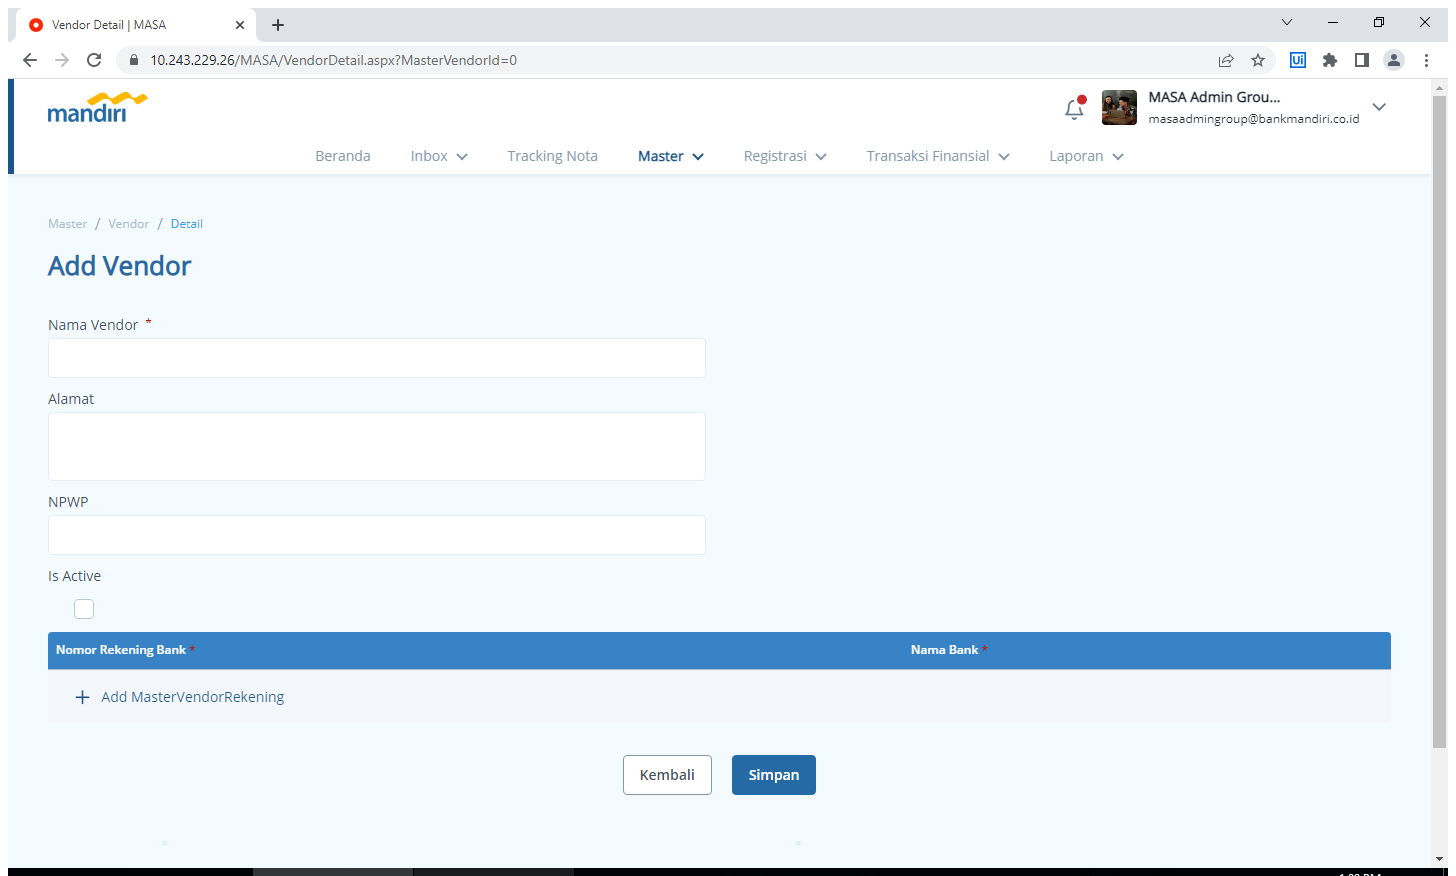 Vendor Detail | MASA
10.243.229.26/MASA/VendorDetail.aspx?MasterVendorId=0
Ui
mandiri
MASA Admin Grou...
masaadmingroup@bankmandiri.co.id
Beranda Inbox Tracking Nota Master Registrasi Transaksi Finansial Laporan
Master / Vendor / Detail
Add Vendor
Nama Vendor *
Alamat
NPWP
Is Active
Nomor Rekening Bank * Nama Bank *
+ Add MasterVendorRekening
Kembali Simpan